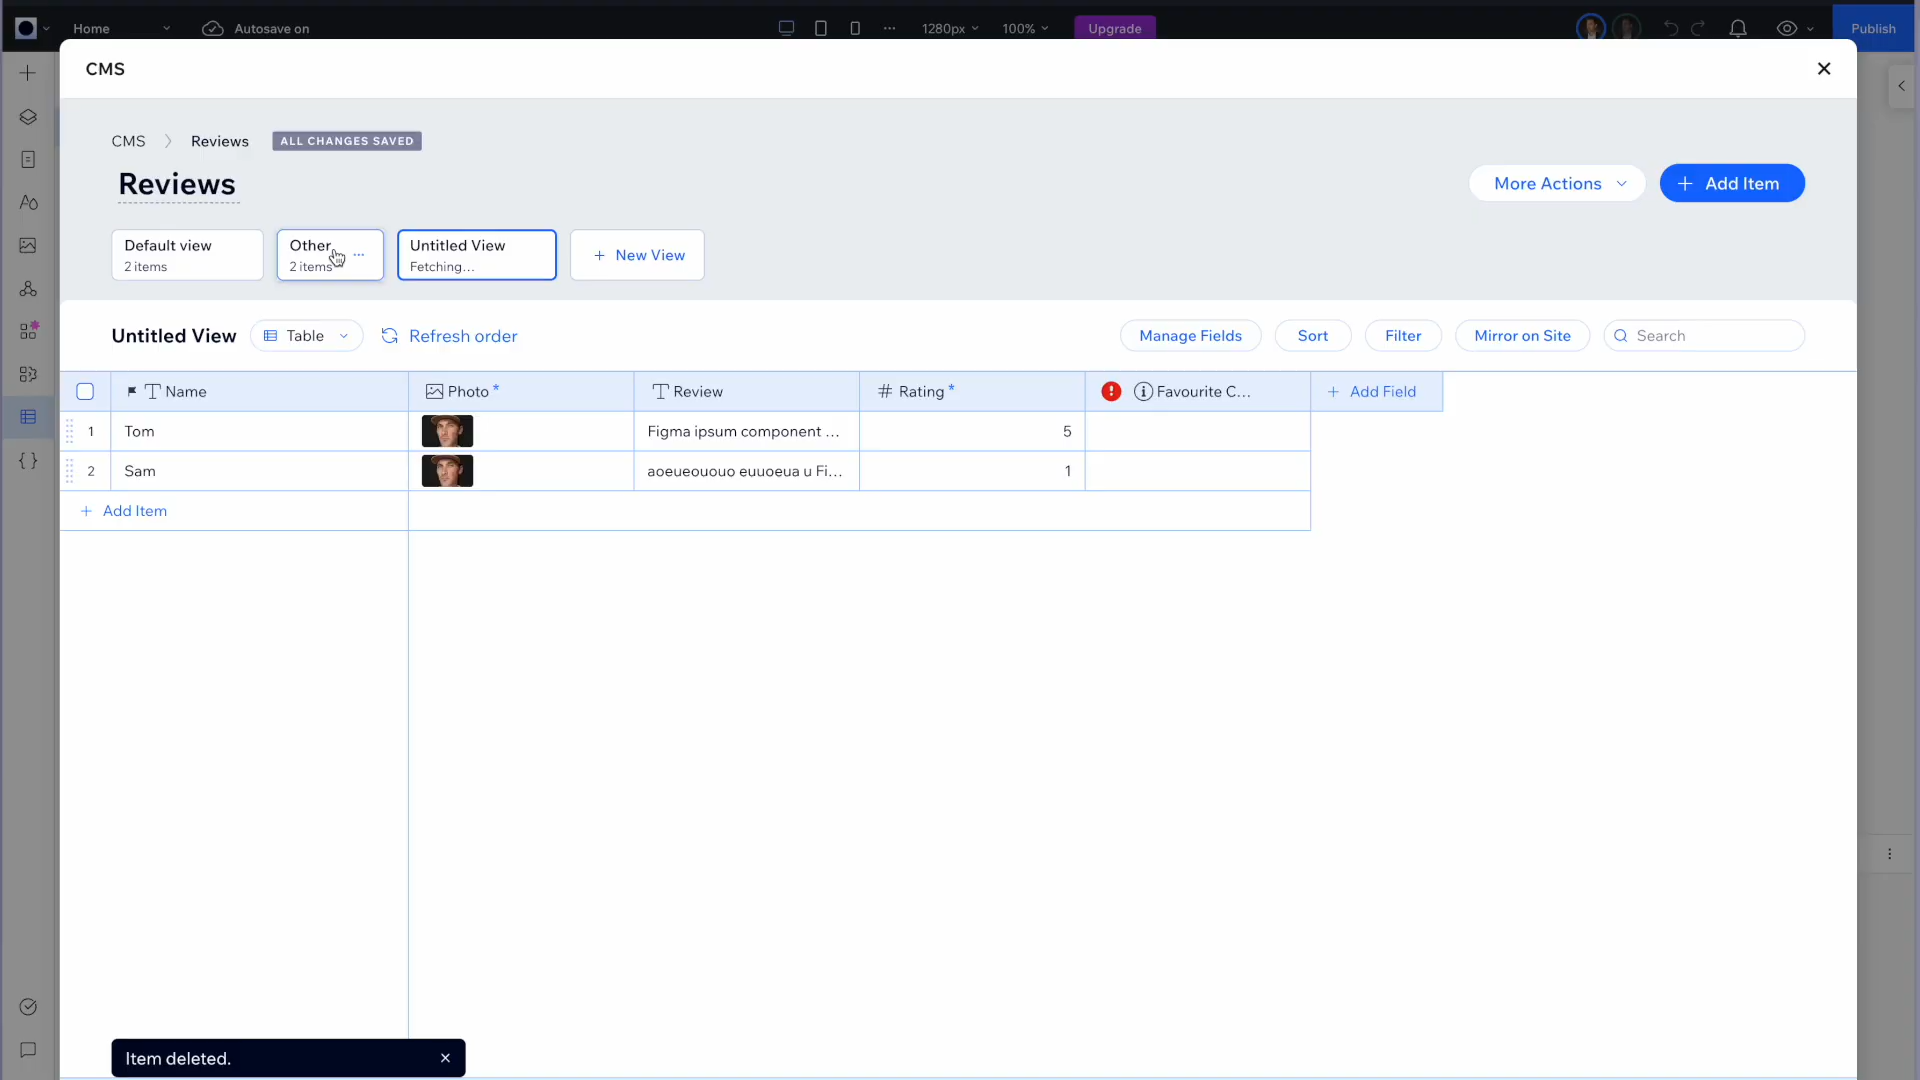 Home
Autosave on
1280px
100%
Upgrade
Publish
CMS
CMS
Reviews
ALL CHANGES SAVED
Reviews
More Actions
+ Add Item
Default view
2 items
Other
2 items
...
Untitled View
Fetching...
+ New View
Untitled View
Table
Refresh order
Manage Fields
Sort
Filter
Mirror on Site
Search
Name
Photo *
Review
# Rating *
Favourite C...
+ Add Field
1
Tom
Figma ipsum component ...
5
2
Sam
aoeueououo euuoeua u Fi...
1
+ Add Item
Item deleted.